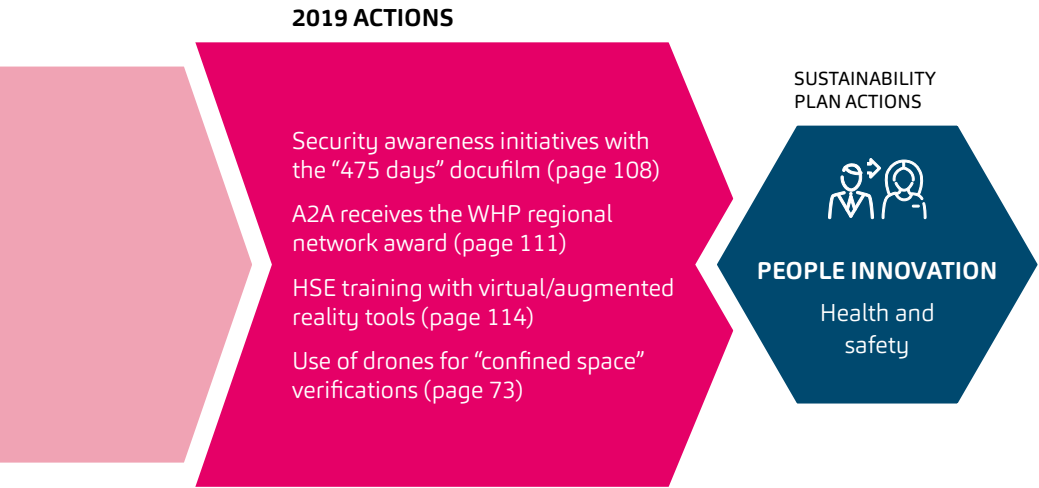 2019 ACTIONS
Security awareness initiatives with
the “475 days” docufilm (page 108)
A2A receives the WHP regional
network award (page 111)
HSE training with virtual/augmented
reality tools (page 114)
Use of drones for “confined space”
verifications (page 73)
SUSTAINABILITY
PLAN ACTIONS
PEOPLE INNOVATION
Health and
safety